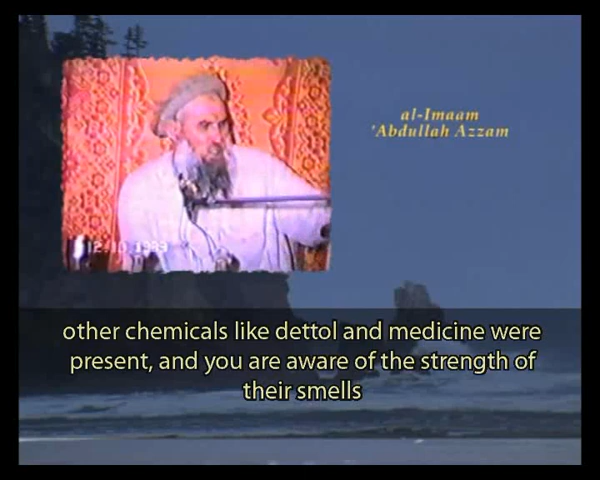 al-Imaam
'Abdullah Azzam
12.10.1989
other chemicals like dettol and medicine were
present, and you are aware of the strength of
their smells